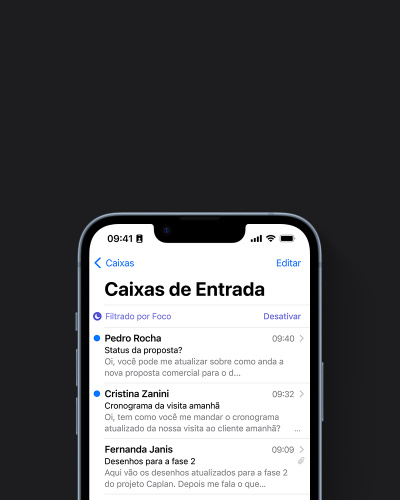 09:41
Caixas
Editar
Caixas de Entrada
Filtrado por Foco
Desativar
Pedro Rocha
09:40
Status da proposta?
Oi, você pode me atualizar sobre como anda a
nova proposta comercial para o d...
Cristina Zanini
09:32
Cronograma da visita amanhã
Oi, tem como você me mandar o cronograma
atualizado da nossa visita ao cliente amanhã? ...
Fernanda Janis
09:09
Desenhos para a fase 2
Aqui vão os desenhos atualizados para a fase 2
do projeto Caplan. Depois me fala o que...